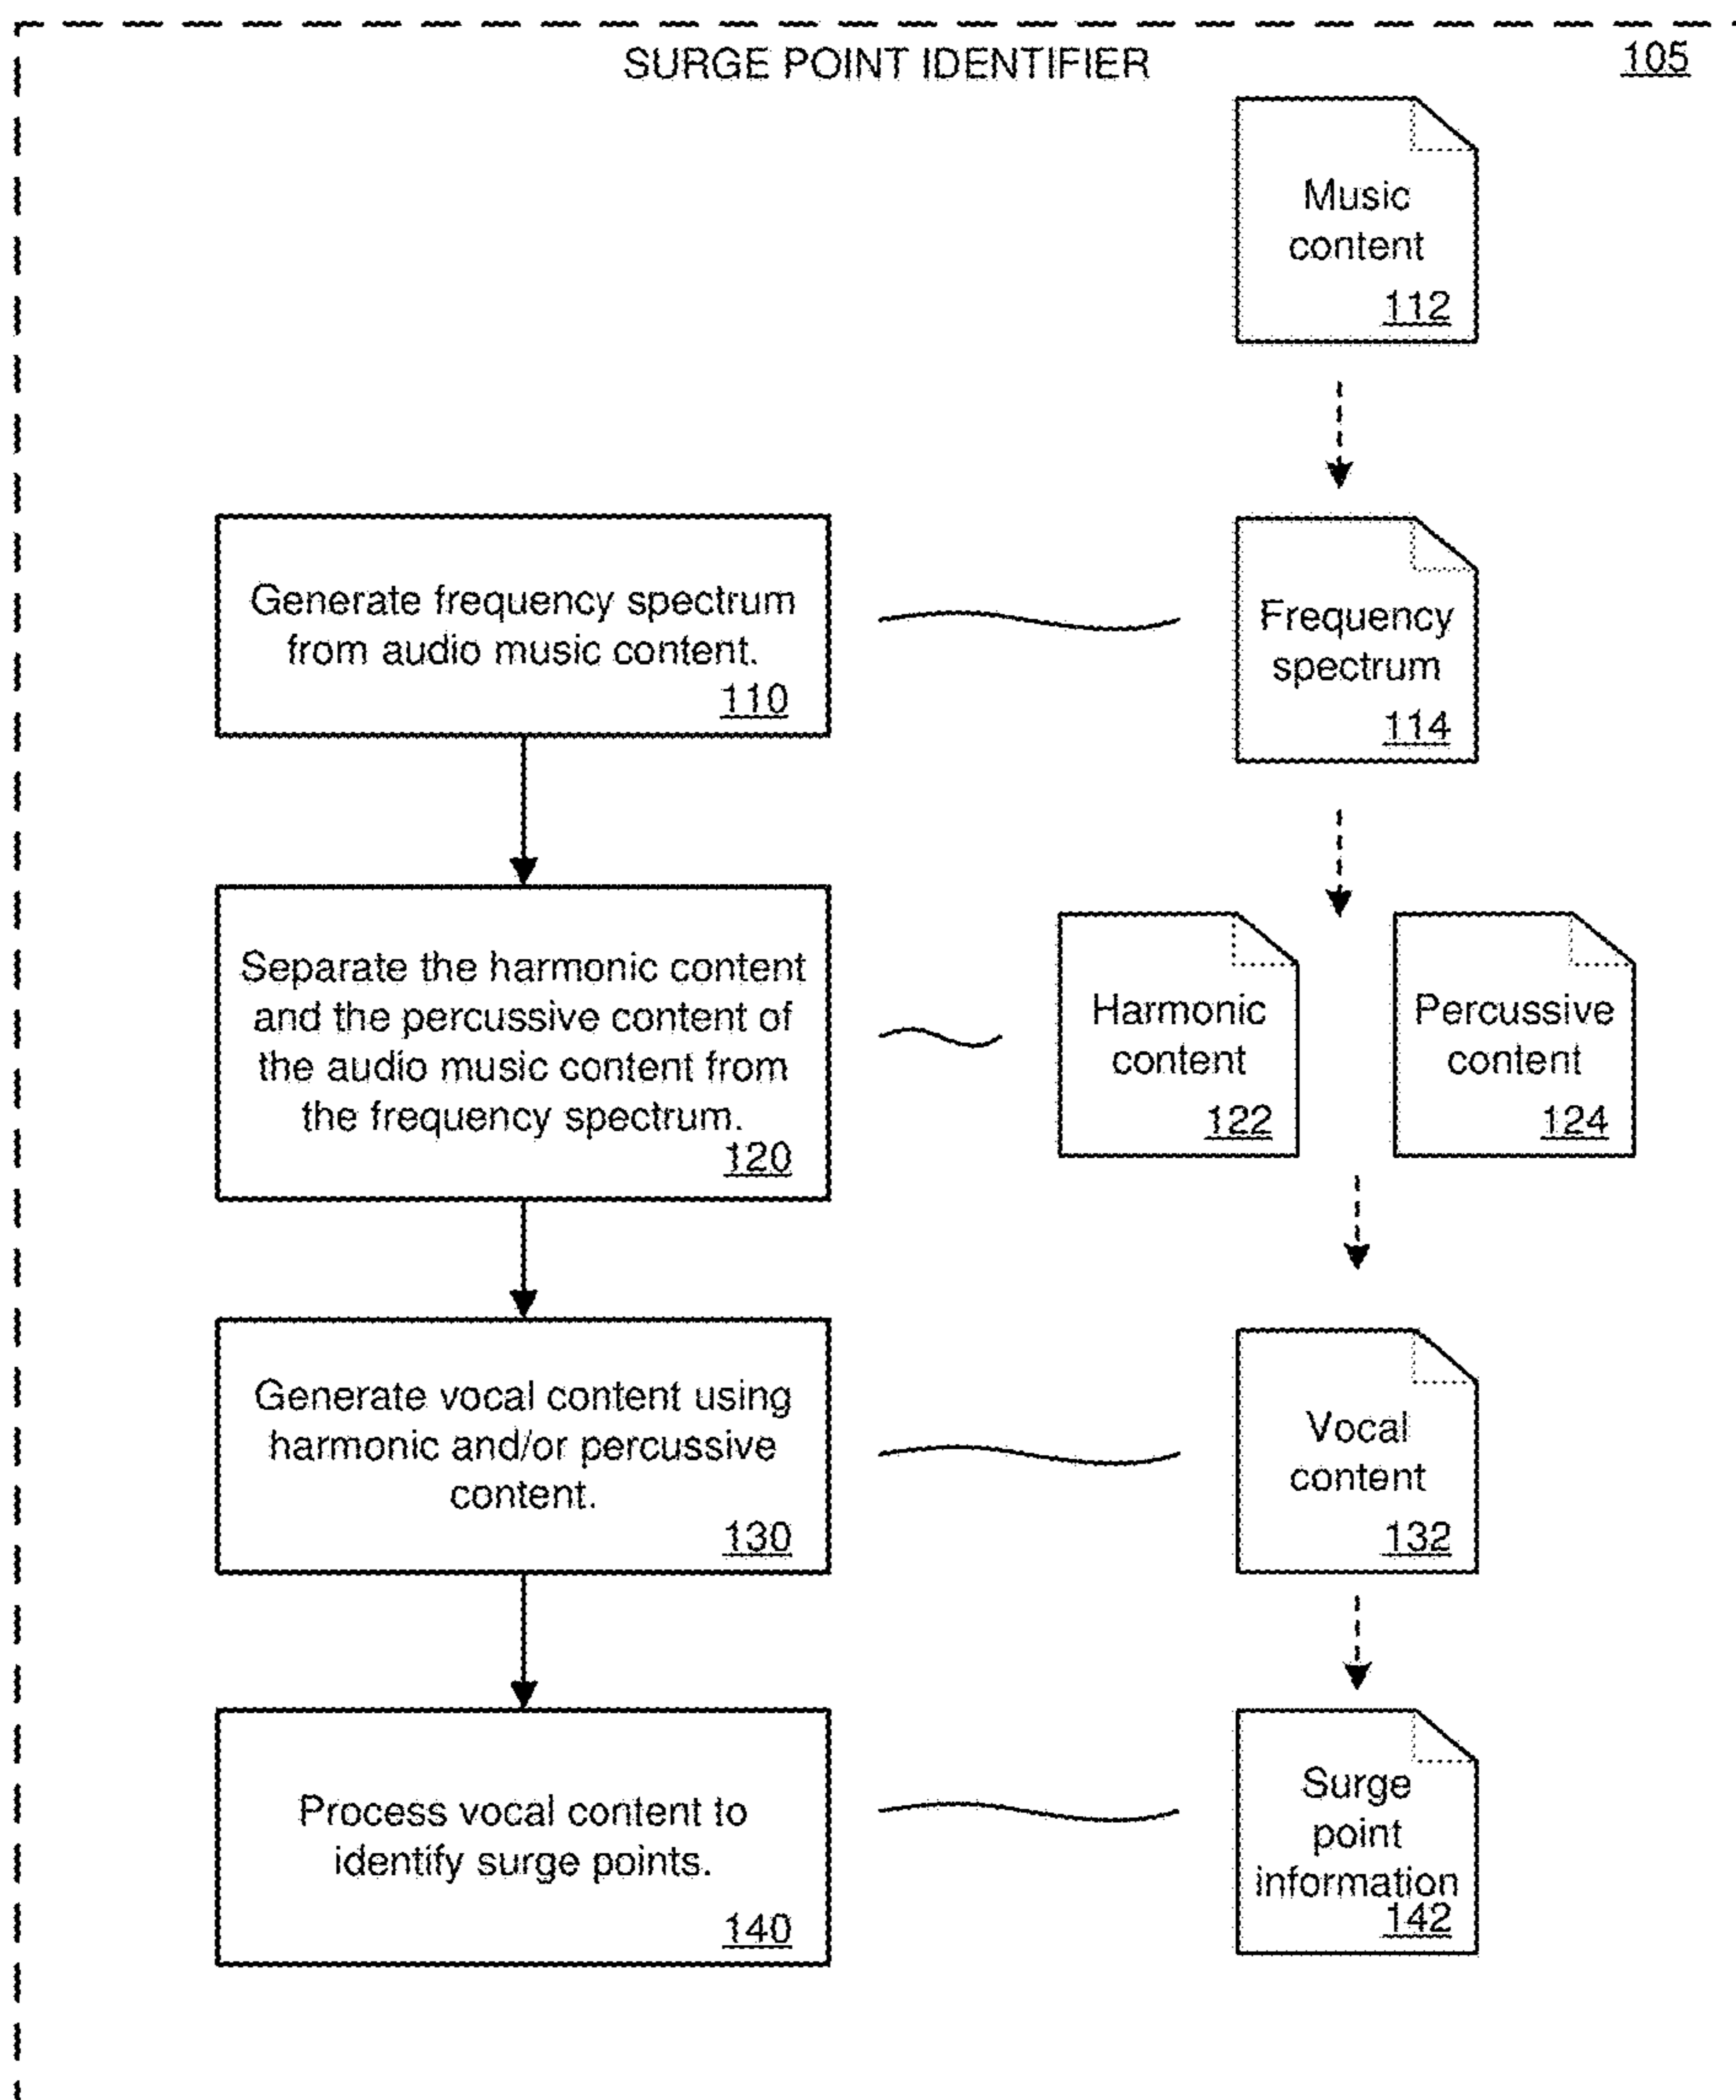 SURGE POINT IDENTIFIER
105
Music
content
112
Generate frequency spectrum
from audio music content.
110
Frequency
spectrum
114
Separate the harmonic content
and the percussive content of
the audio music content from
the frequency spectrum.
120
Harmonic
content
122
Percussive
content
124
Generate vocal content using
harmonic and/or percussive
content.
130
Vocal
content
132
Process vocal content to
identify surge points.
140
Surge
point
information
142